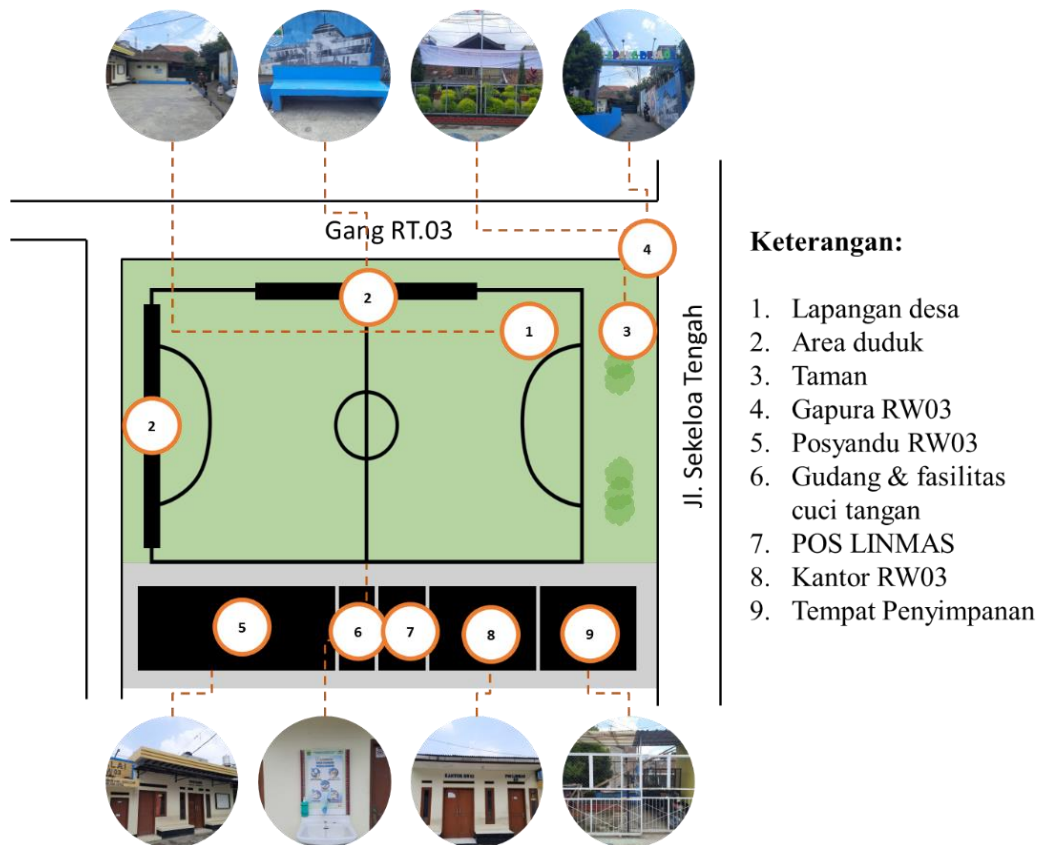 Gang RT.03
4
2
1
3
2
Jl. Sekeloa Tengah
5
6
7
8
9
Keterangan:
1. Lapangan desa
2. Area duduk
3. Taman
4. Gapura RW03
5. Posyandu RW03
6. Gudang & fasilitas
cuci tangan
7. POS LINMAS
8. Kantor RW03
9. Tempat Penyimpanan